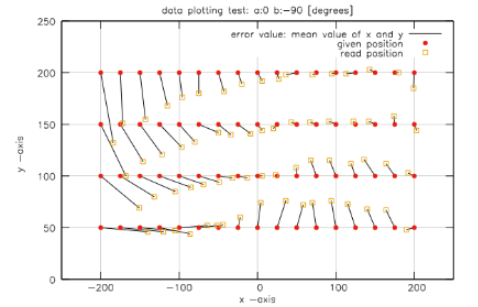 data plotting test: a:0 b:-90 [degrees]
error value: mean value of x and y
given position
read position
250
200
150
100
50
0
y -axis
-200
-100
0
100
200
x -axis